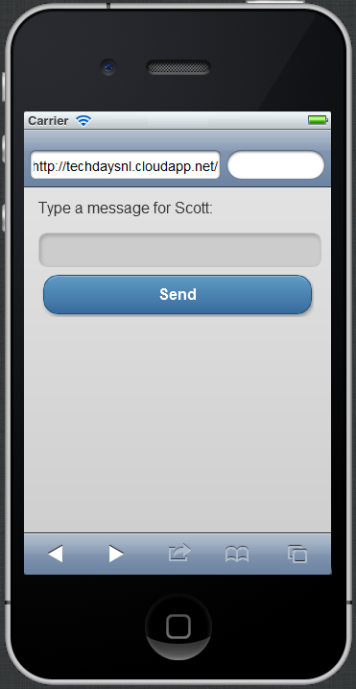 Carrier
http://techdaysnl.cloudapp.net/
Type a message for Scott:
Send